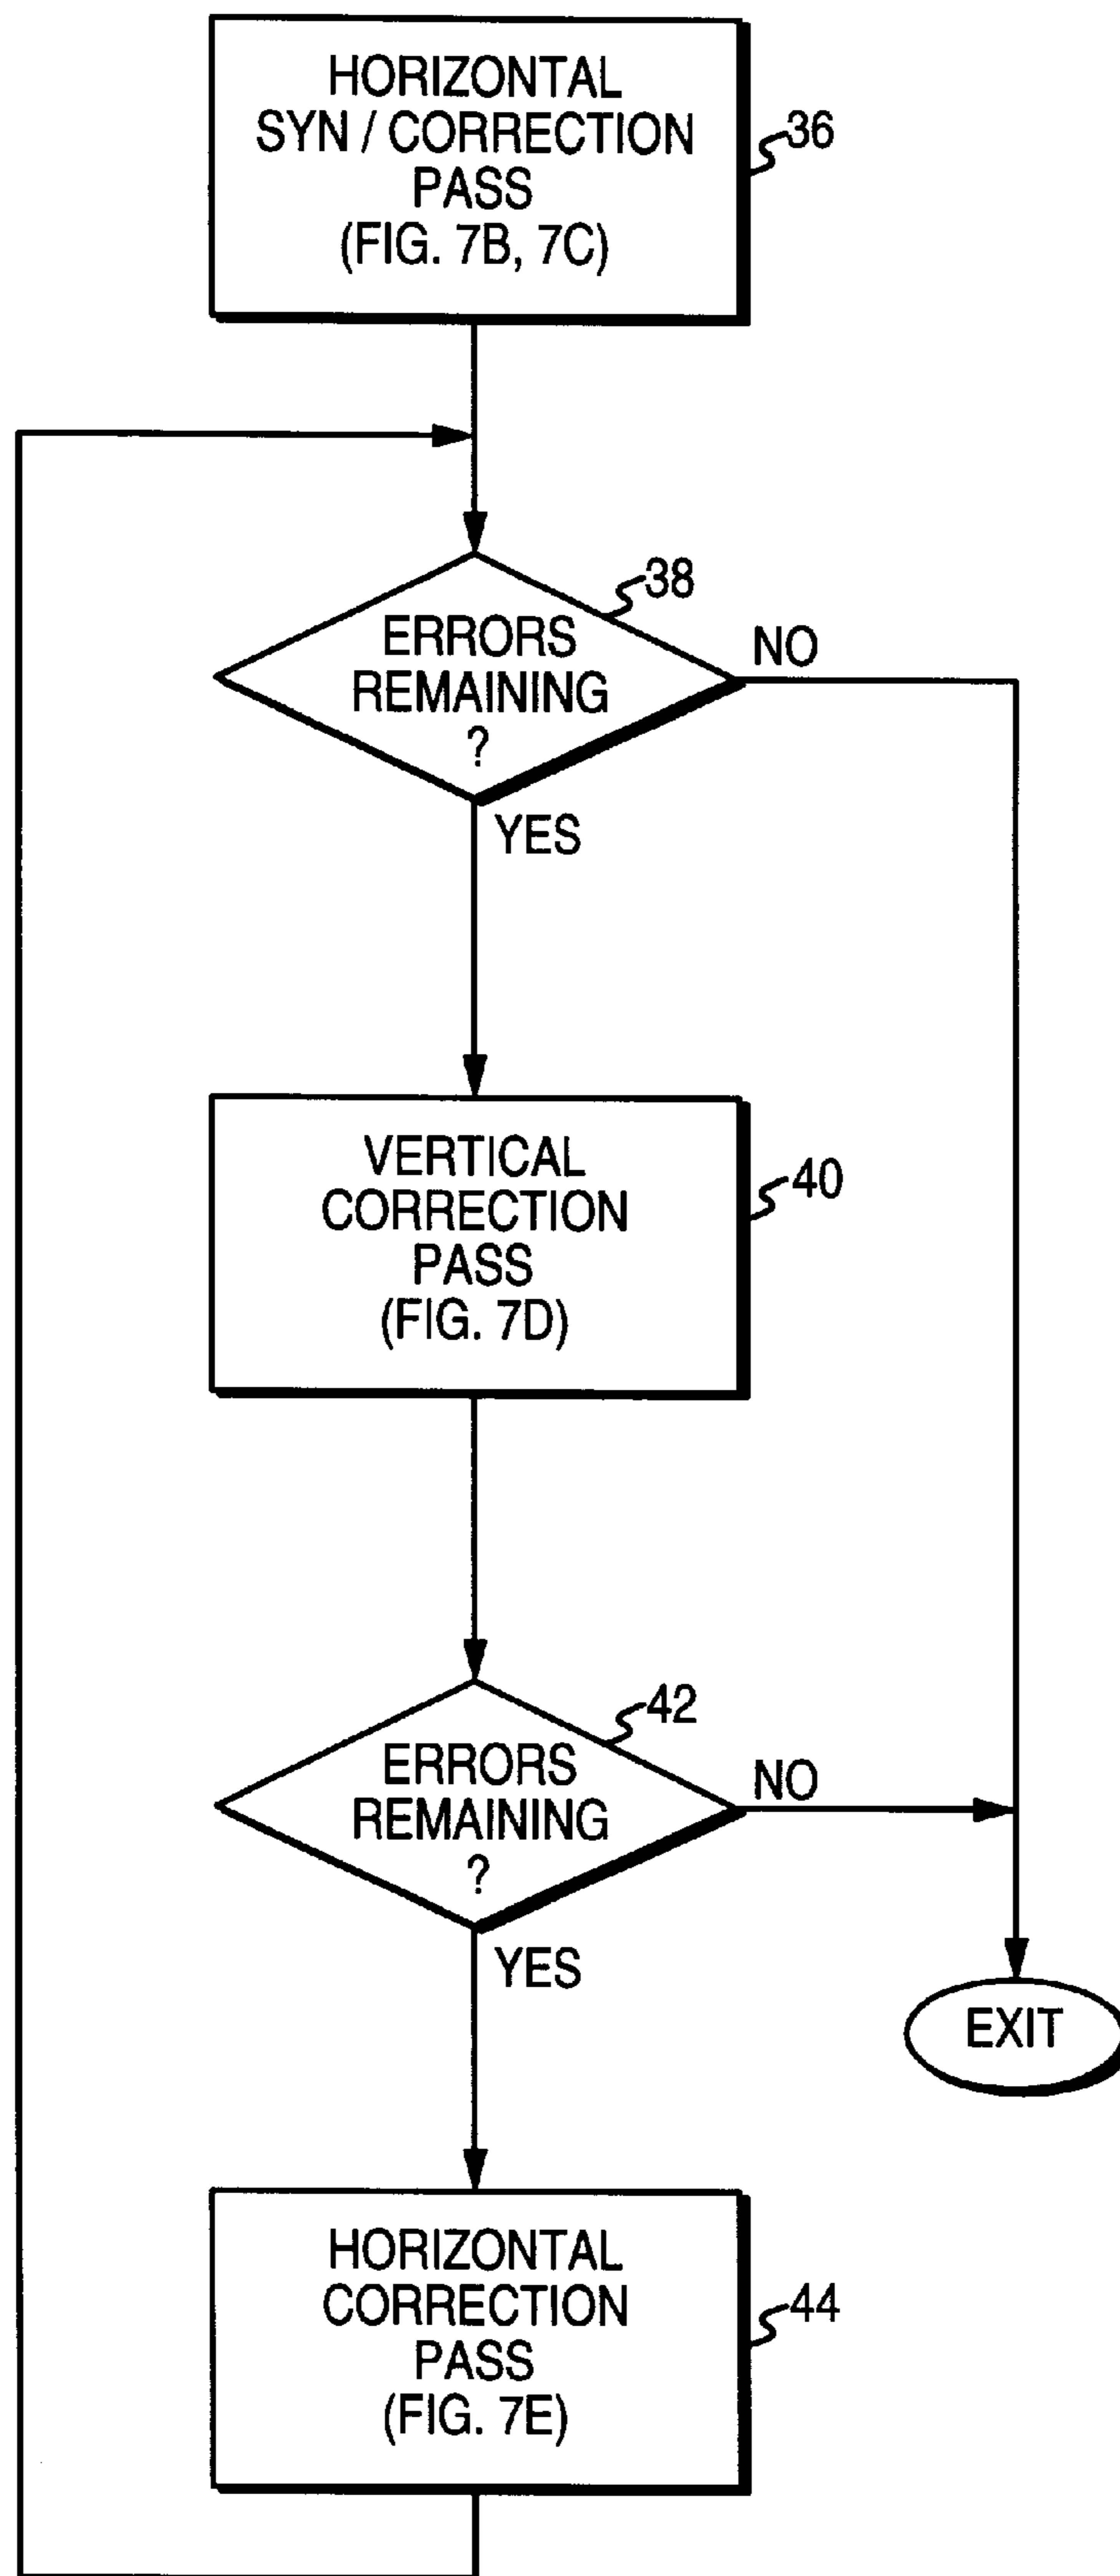 HORIZONTAL
SYN / CORRECTION
PASS
(FIG. 7B, 7C)
36
38
ERRORS
REMAINING
?
NO
YES
VERTICAL
CORRECTION
PASS
(FIG. 7D)
40
42
ERRORS
REMAINING
?
NO
YES
EXIT
HORIZONTAL
CORRECTION
PASS
(FIG. 7E)
44